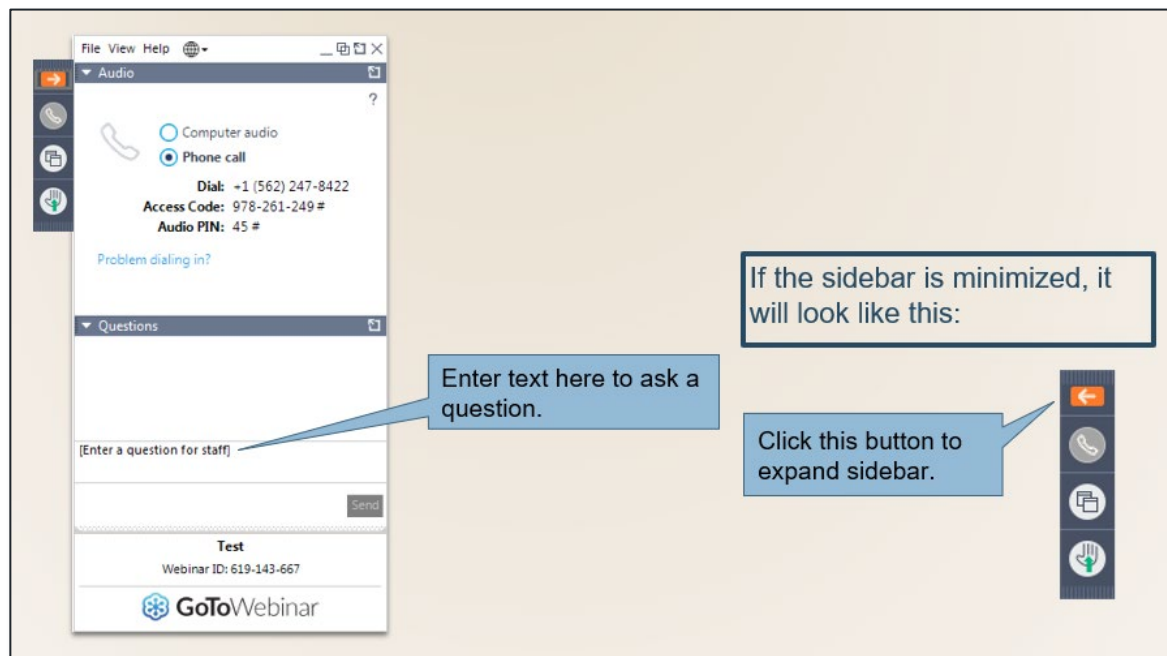 File View Help
Audio
?
Computer audio
Phone call
Dial: +1 (562) 247-8422
Access Code: 978-261-249 #
Audio PIN: 45 #
Problem dialing in?
Questions
[Enter a question for staff]
Send
Test
Webinar ID: 619-143-667
GoToWebinar
Enter text here to ask a
question.
If the sidebar is minimized, it
will look like this:
Click this button to
expand sidebar.